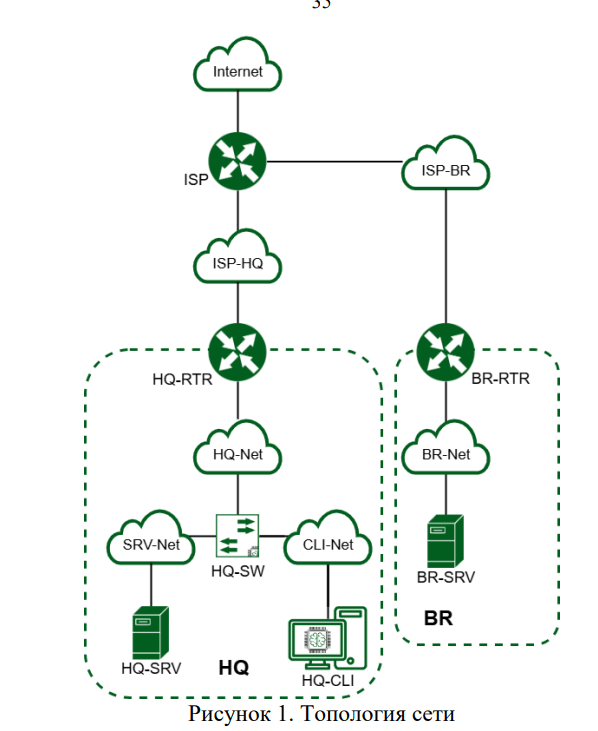 35
Internet
ISP
ISP-BR
ISP-HQ
HQ-RTR
BR-RTR
HQ-Net
BR-Net
SRV-Net
CLI-Net
HQ-SW
BR-SRV
BR
HQ-SRV
HQ
HQ-CLI
Рисунок 1. Топология сети